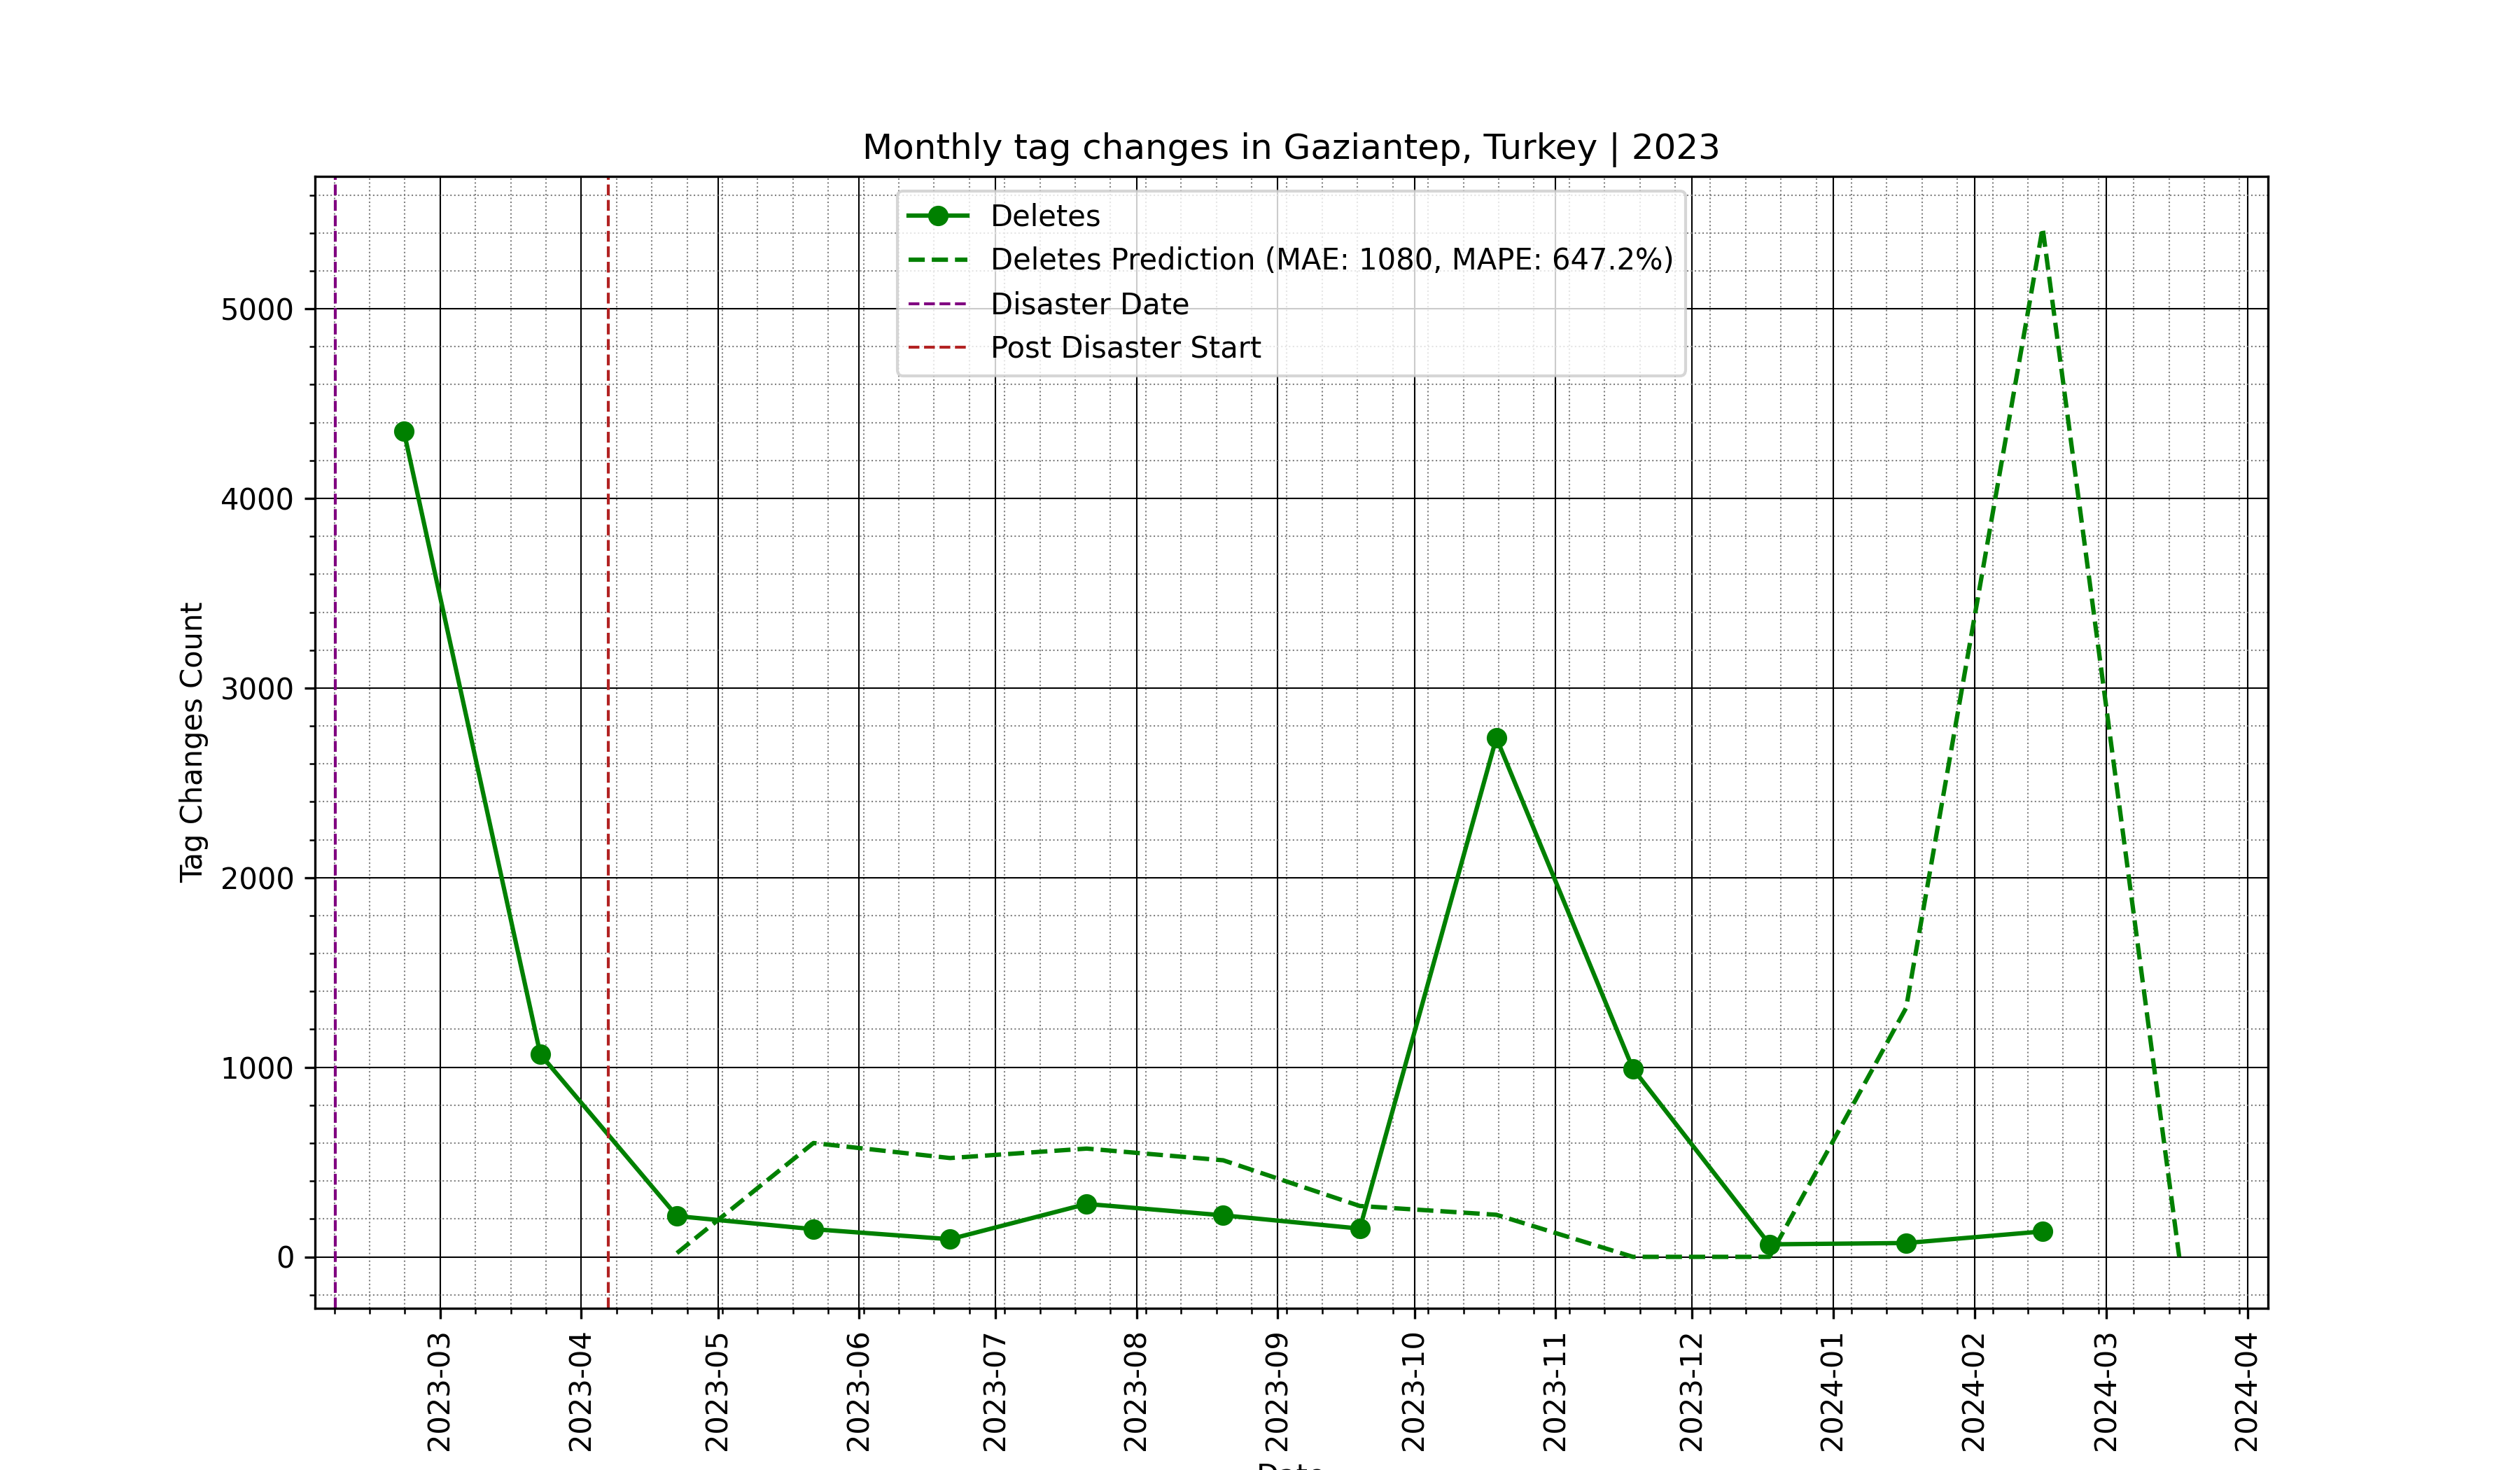 Monthly tag changes in Gaziantep, Turkey | 2023
Deletes
Deletes Prediction (MAE: 1080, MAPE: 647.2%)
Disaster Date
Post Disaster Start
Tag Changes Count
5000
4000
3000
2000
1000
0
2023-03
2023-04
2023-05
2023-06
2023-07
2023-08
2023-09
2023-10
2023-11
2023-12
2024-01
2024-02
2024-03
2024-04
Date